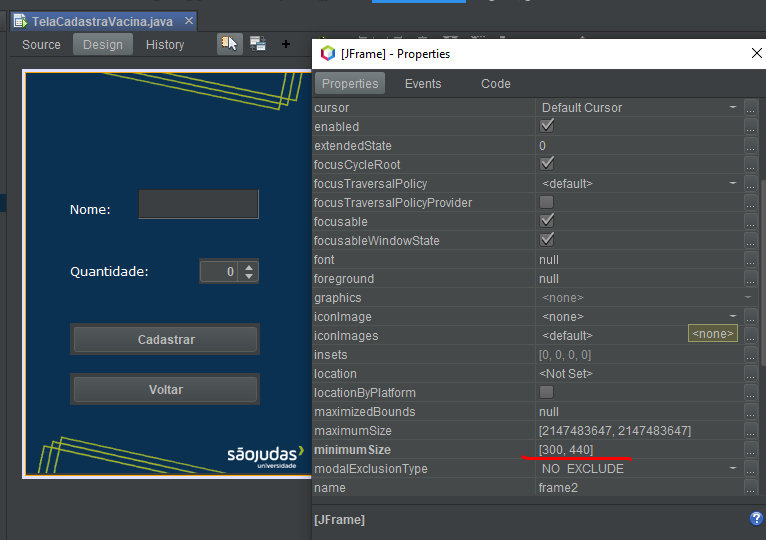 TelaCadastraVacina.java
Source Design History
Nome:
Quantidade:
0
Cadastrar
Voltar
sãojudas
universidade
[JFrame] - Properties
Properties Events Code
cursor Default Cursor ...
enabled ...
extendedState 0 ...
focusCycleRoot ...
focusTraversalPolicy <default> ...
focusTraversalPolicyProvider ...
focusable ...
focusableWindowState ...
font null ...
foreground null ...
graphics <none> ...
iconImage <none> ...
iconImages <default> ...
<none>
insets [0, 0, 0, 0] ...
location <Not Set> ...
locationByPlatform ...
maximizedBounds null ...
maximumSize [2147483647, 2147483647] ...
minimumSize [300, 440] ...
modalExclusionType NO_EXCLUDE ...
name frame2 ...
[JFrame]